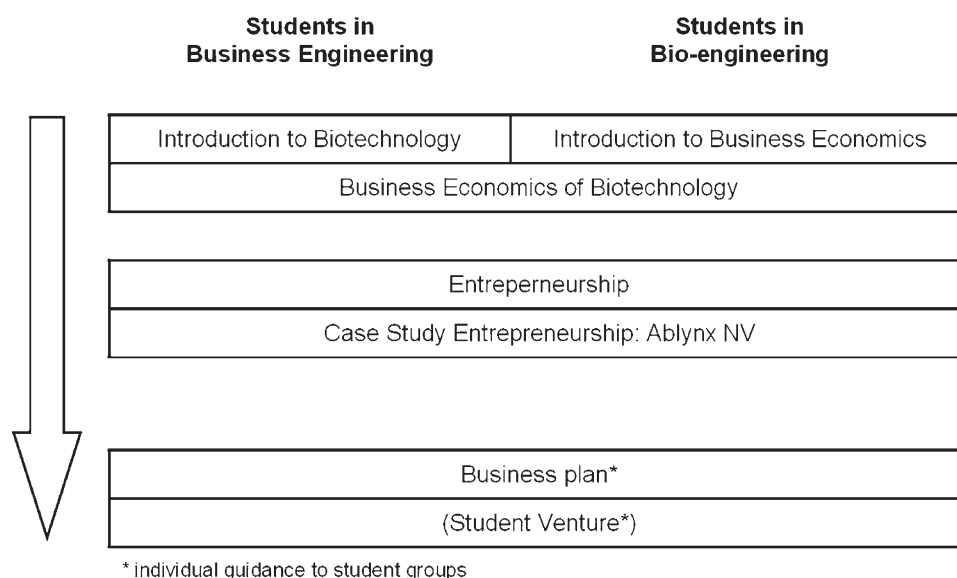 Students in
Business Engineering
Students in
Bio-engineering
Introduction to Biotechnology
Introduction to Business Economics
Business Economics of Biotechnology
Entreperneurship
Case Study Entrepreneurship: Ablynx NV
Business plan*
(Student Venture*)
* individual guidance to student groups